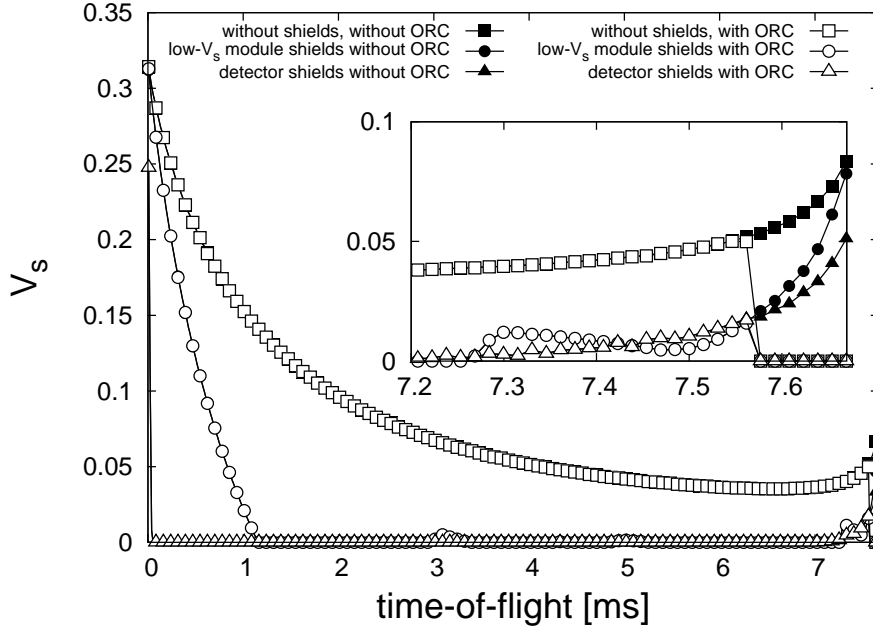 without shields, without ORC
low-Vs module shields without ORC
detector shields without ORC
without shields, with ORC
low-Vs module shields with ORC
detector shields with ORC
0.35
0.3
0.25
0.2
0.15
0.1
0.05
0
Vs
0.1
0.05
0
7.2 7.3 7.4 7.5 7.6
0 1 2 3 4 5 6 7
time-of-flight [ms]